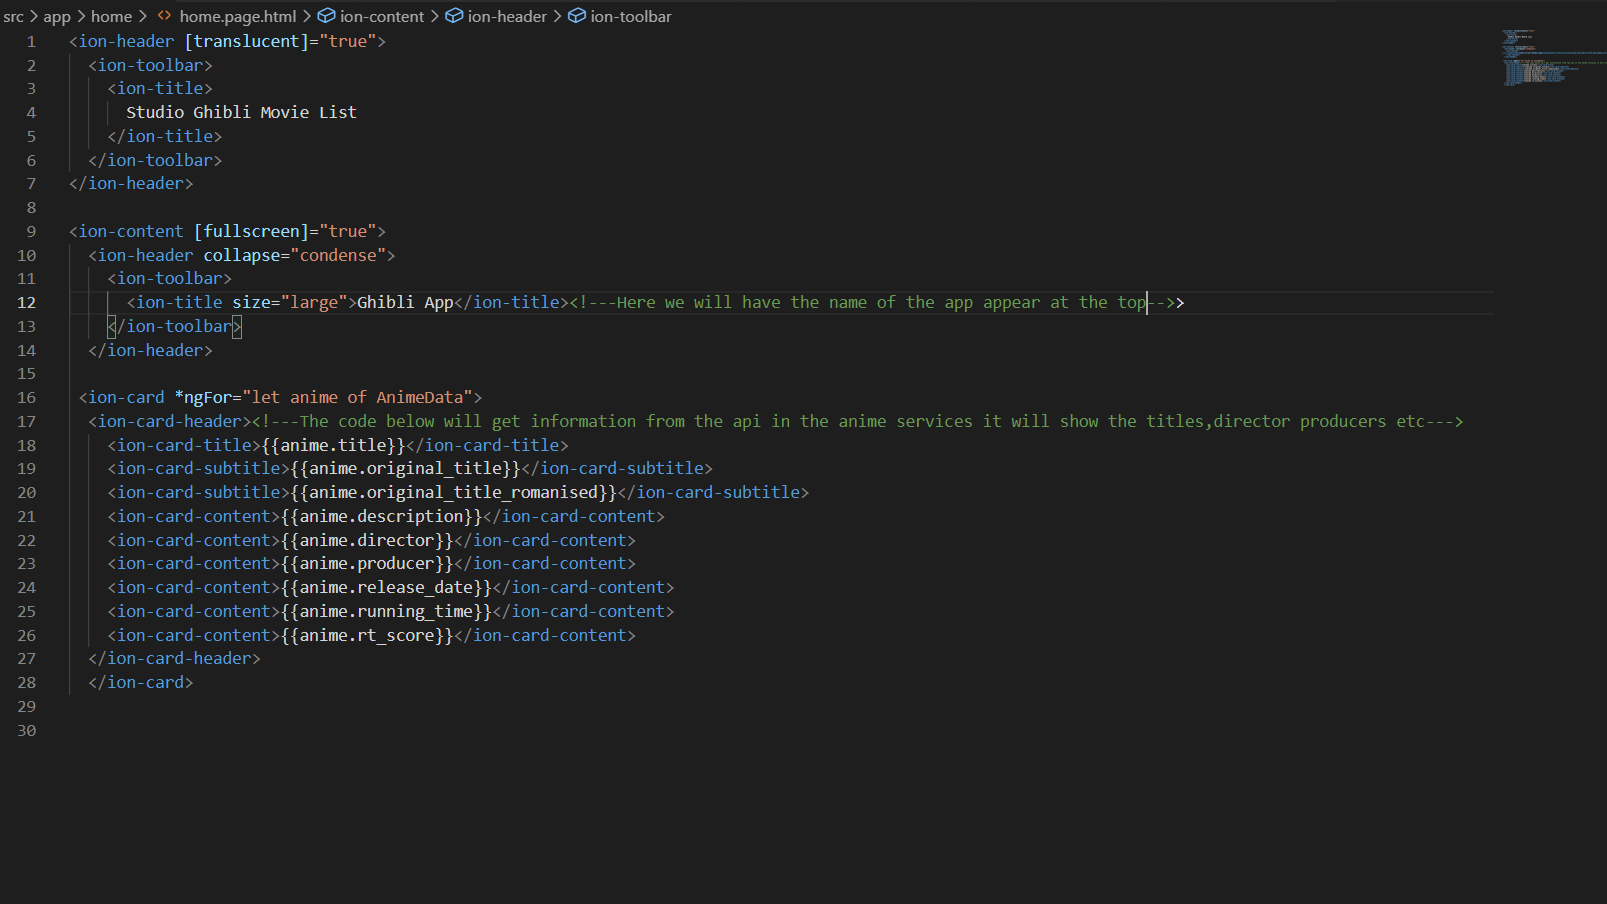 src > app > home > <> home.page.html > ion-content > ion-header > ion-toolbar
1 <ion-header [translucent]="true">
2 <ion-toolbar>
3 <ion-title>
4 Studio Ghibli Movie List
5 </ion-title>
6 </ion-toolbar>
7 </ion-header>
8
9 <ion-content [fullscreen]="true">
10 <ion-header collapse="condense">
11 <ion-toolbar>
12 <ion-title size="large">Ghibli App</ion-title><!---Here we will have the name of the app appear at the top-->>
13 </ion-toolbar>
14 </ion-header>
15
16 <ion-card *ngFor="let anime of AnimeData">
17 <ion-card-header><!---The code below will get information from the api in the anime services it will show the titles,director producers etc--->
18 <ion-card-title>{{anime.title}}</ion-card-title>
19 <ion-card-subtitle>{{anime.original_title}}</ion-card-subtitle>
20 <ion-card-subtitle>{{anime.original_title_romanised}}</ion-card-subtitle>
21 <ion-card-content>{{anime.description}}</ion-card-content>
22 <ion-card-content>{{anime.director}}</ion-card-content>
23 <ion-card-content>{{anime.producer}}</ion-card-content>
24 <ion-card-content>{{anime.release_date}}</ion-card-content>
25 <ion-card-content>{{anime.running_time}}</ion-card-content>
26 <ion-card-content>{{anime.rt_score}}</ion-card-content>
27 </ion-card-header>
28 </ion-card>
29
30